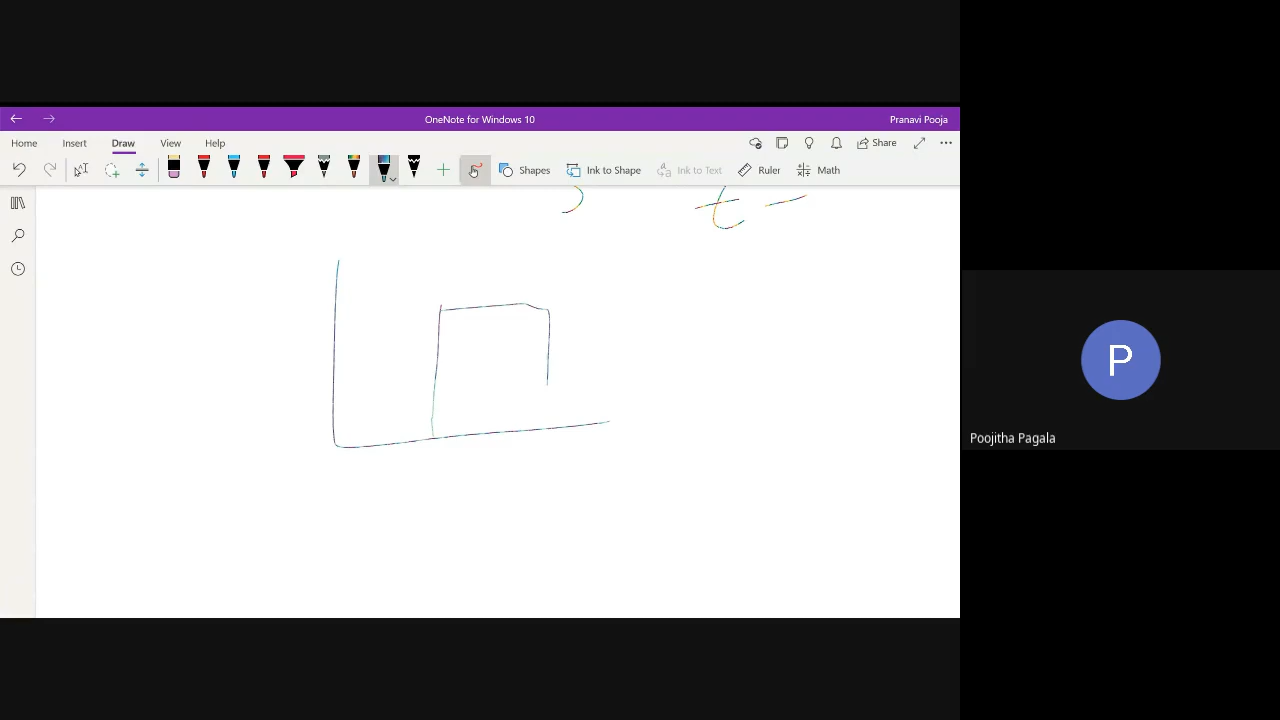 OneNote for Windows 10
Pranavi Pooja
Home Insert Draw View Help
Share
Shapes Ink to Shape Ink to Text Ruler Math
P
Poojitha Pagala